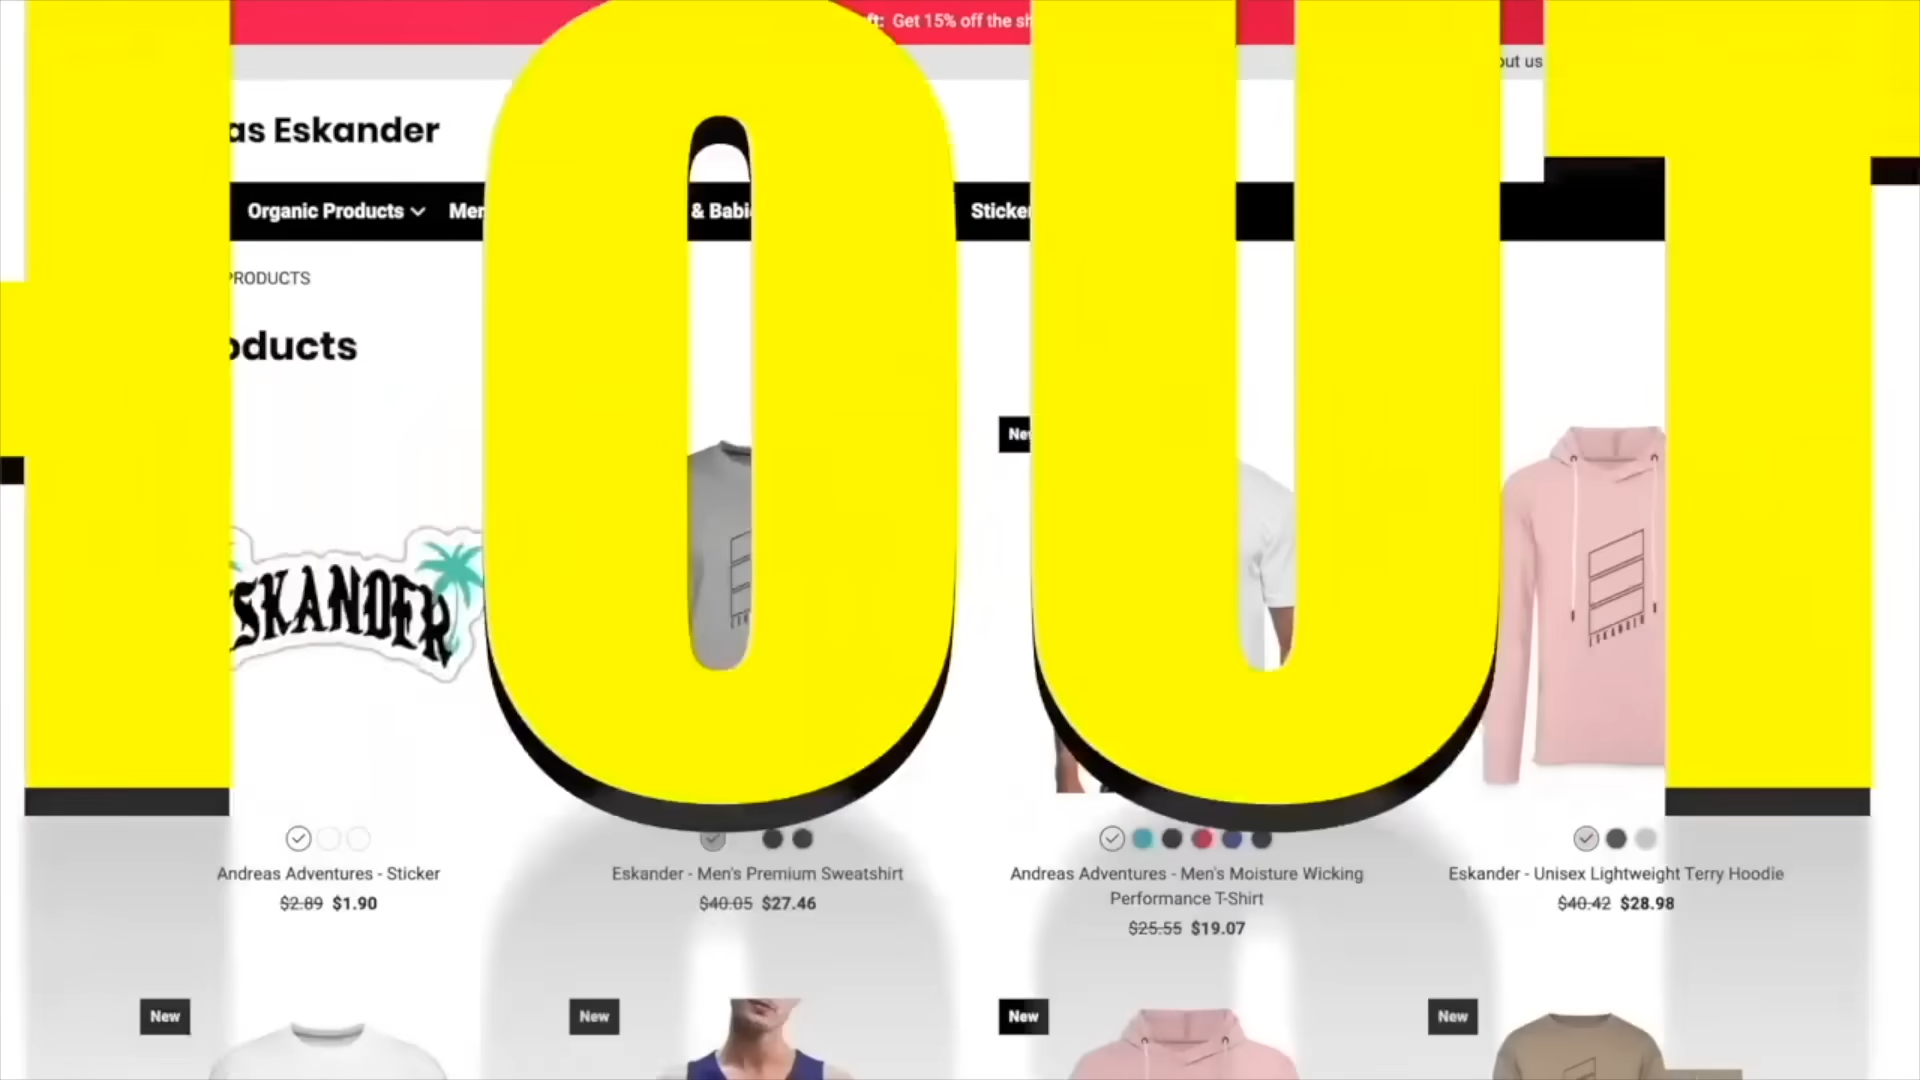 OUT
ft: Get 15% off the sh
out us
as Eskander
Organic Products Men & Babi Sticker
PRODUCTS
oducts
New
SKANDER
ESKANDER
Andreas Adventures - Sticker
$2.89 $1.90
Eskander - Men's Premium Sweatshirt
$40.05 $27.46
Andreas Adventures - Men's Moisture Wicking
Performance T-Shirt
$25.55 $19.07
Eskander - Unisex Lightweight Terry Hoodie
$40.42 $28.98
New
New
New
New